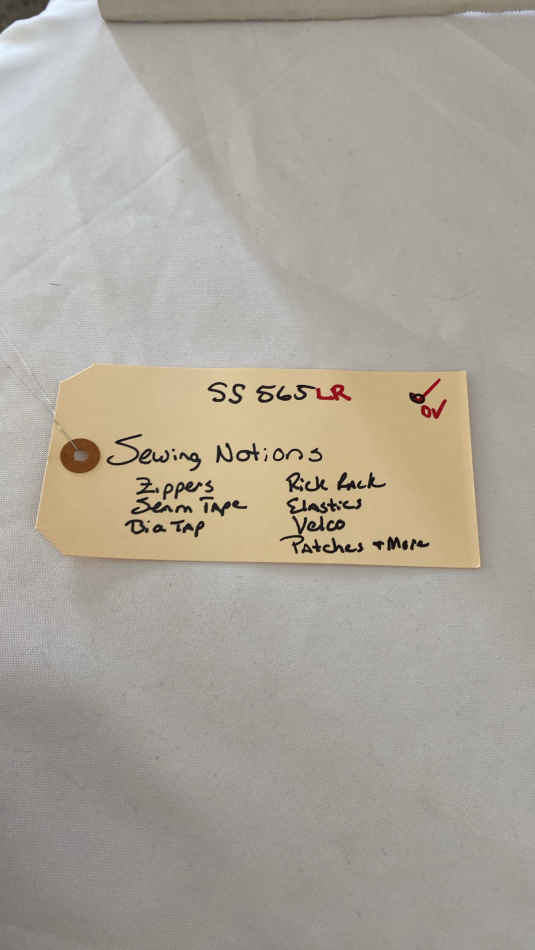 SS 565LR
OV
Sewing Notions
Zippers
Seam Tape
Bia Tap
Rick Rack
Elastics
Velco
Patches + More